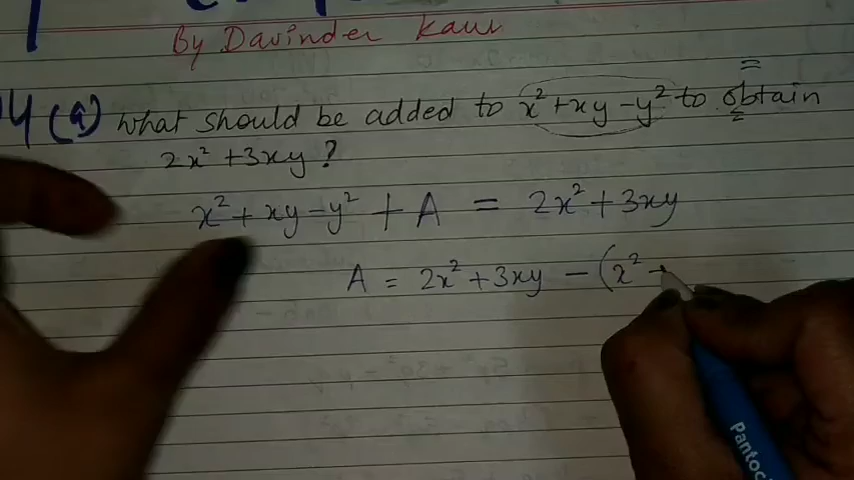 By Davinder Kaur
4 (a) What should be added to x² + xy - y² to obtain
2x² + 3xy ?
x² + xy - y² + A = 2x² + 3xy
A = 2x² + 3xy - (x² +
Pantoc